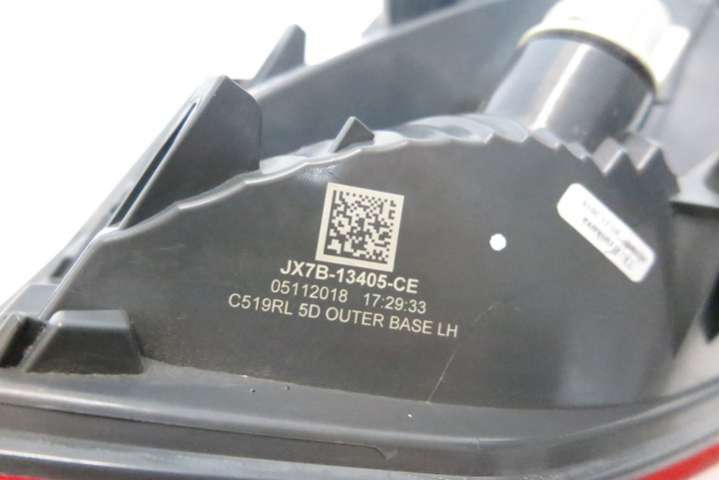 JX7B-13405-CE
05112018 17:29:33
C519RL 5D OUTER BASE LH